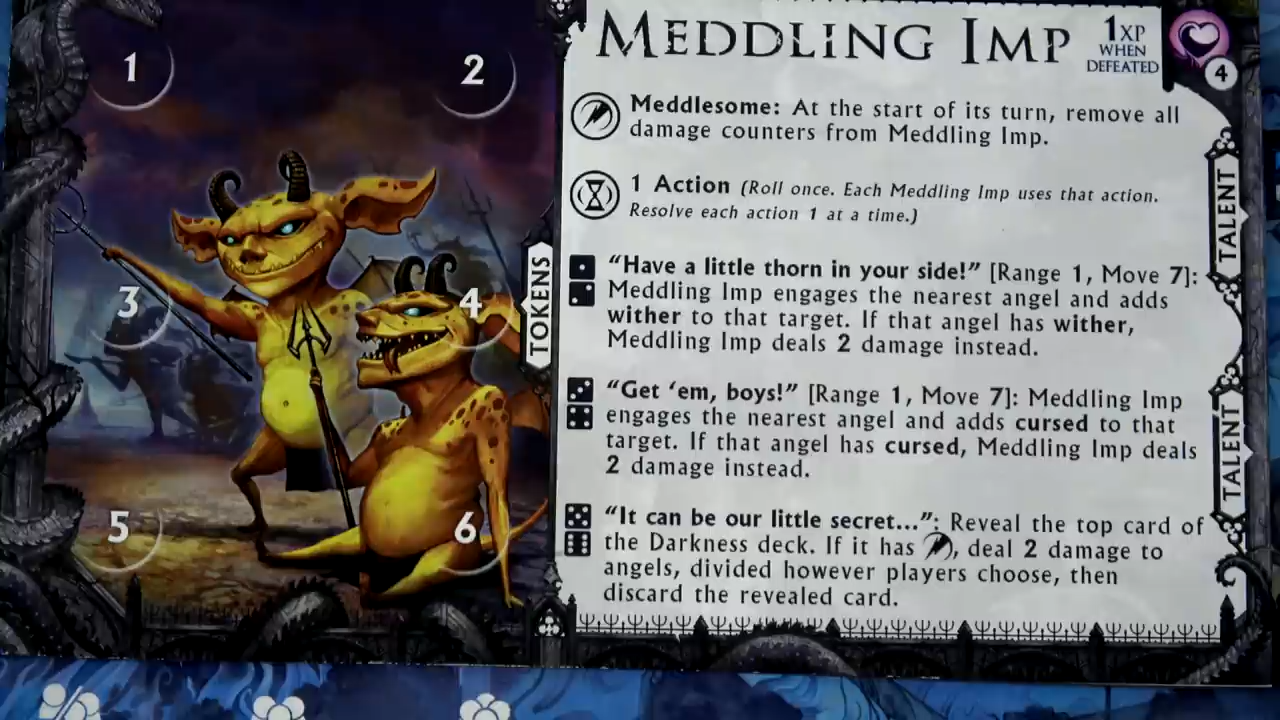 1
2
3
4
5
6
TOKENS
MEDDLING IMP
1XP
WHEN
DEFEATED
4
Meddlesome: At the start of its turn, remove all
damage counters from Meddling Imp.
1 Action (Roll once. Each Meddling Imp uses that action.
Resolve each action 1 at a time.)
“Have a little thorn in your side!” [Range 1, Move 7]:
Meddling Imp engages the nearest angel and adds
wither to that target. If that angel has wither,
Meddling Imp deals 2 damage instead.
“Get ‘em, boys!” [Range 1, Move 7]: Meddling Imp
engages the nearest angel and adds cursed to that
target. If that angel has cursed, Meddling Imp deals
2 damage instead.
“It can be our little secret...”: Reveal the top card of
the Darkness deck. If it has , deal 2 damage to
angels, divided however players choose, then
discard the revealed card.
TALENT
TALENT